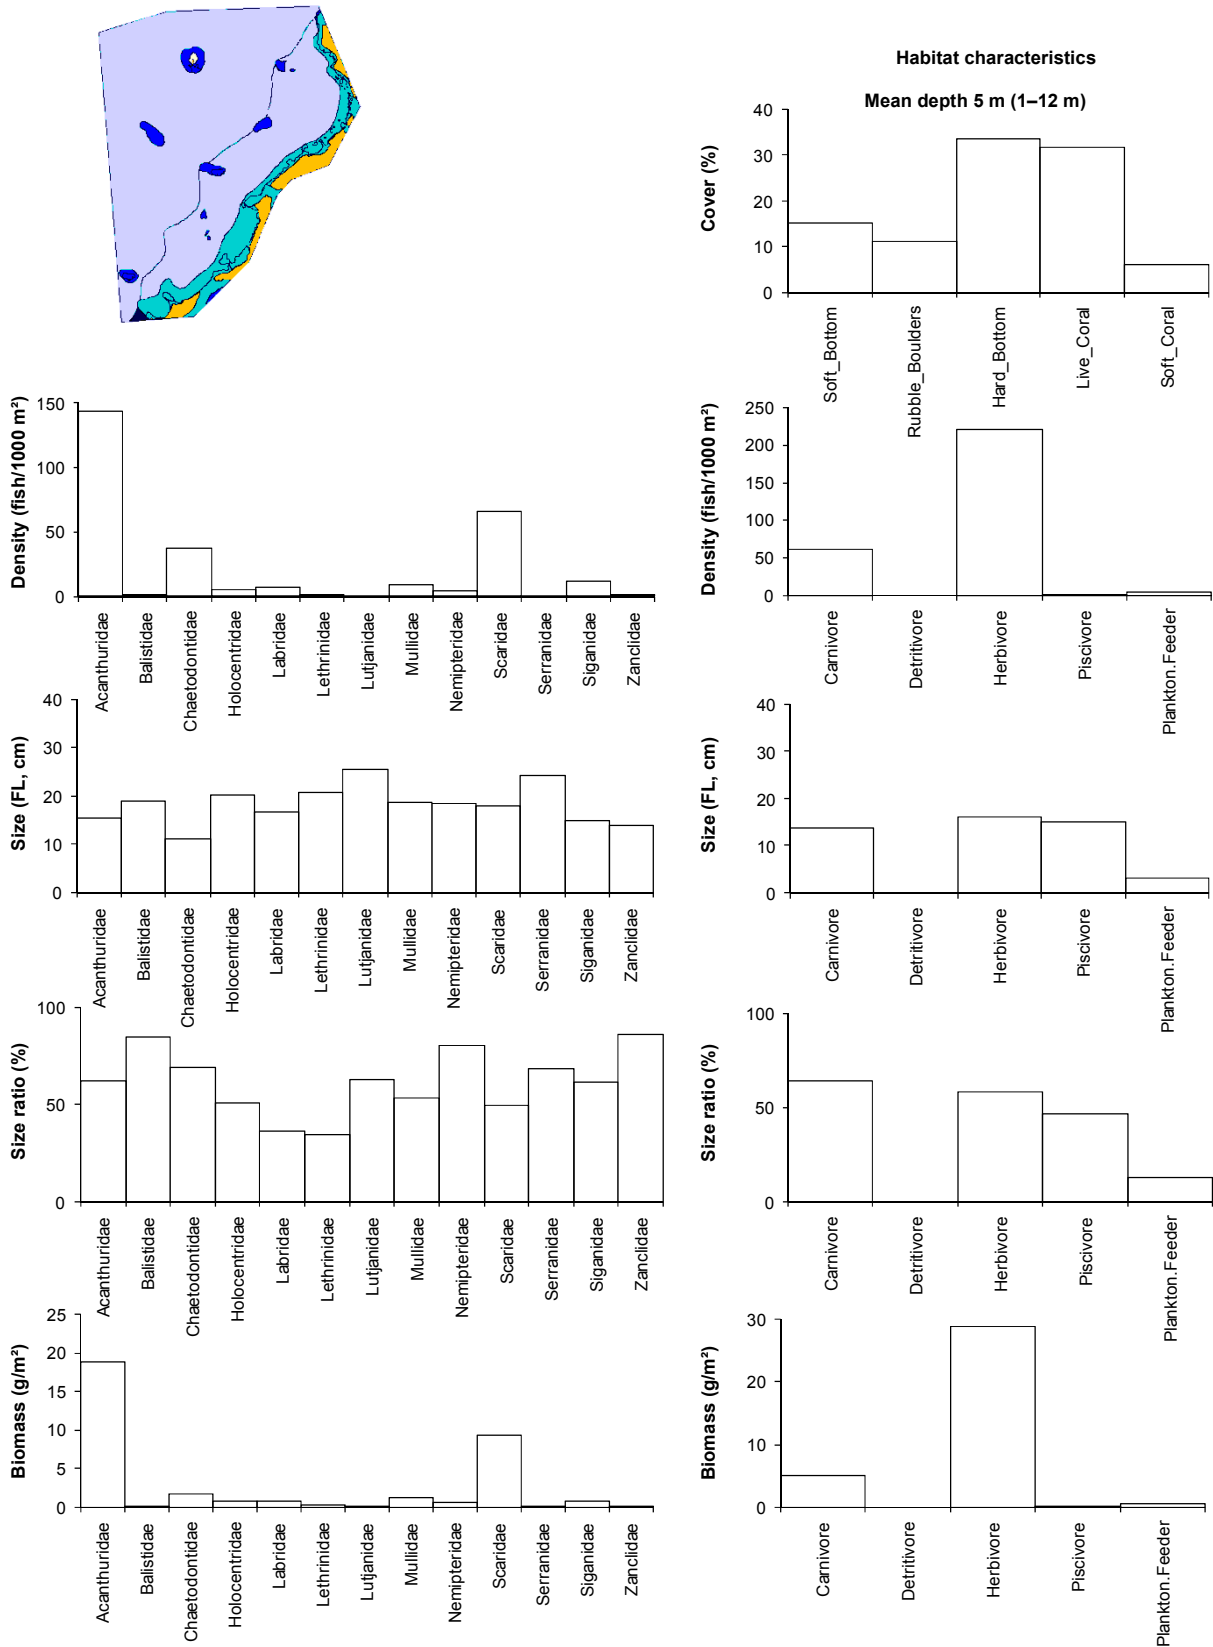 Habitat characteristics
Mean depth 5 m (1–12 m)
Cover (%)
40
30
20
10
0
Soft_Bottom
Rubble_Boulders
Hard_Bottom
Live_Coral
Soft_Coral
Density (fish/1000 m²)
150
100
50
0
Acanthuridae
Balistidae
Chaetodontidae
Holocentridae
Labridae
Lethrinidae
Lutjanidae
Mullidae
Nemipteridae
Scaridae
Serranidae
Siganidae
Zanclidae
Density (fish/1000 m²)
250
200
150
100
50
0
Carnivore
Detritivore
Herbivore
Piscivore
Plankton.Feeder
Size (FL, cm)
40
30
20
10
0
Acanthuridae
Balistidae
Chaetodontidae
Holocentridae
Labridae
Lethrinidae
Lutjanidae
Mullidae
Nemipteridae
Scaridae
Serranidae
Siganidae
Zanclidae
Size (FL, cm)
40
30
20
10
0
Carnivore
Detritivore
Herbivore
Piscivore
Plankton.Feeder
Size ratio (%)
100
50
0
Acanthuridae
Balistidae
Chaetodontidae
Holocentridae
Labridae
Lethrinidae
Lutjanidae
Mullidae
Nemipteridae
Scaridae
Serranidae
Siganidae
Zanclidae
Size ratio (%)
100
50
0
Carnivore
Detritivore
Herbivore
Piscivore
Plankton.Feeder
Biomass (g/m²)
25
20
15
10
5
0
Acanthuridae
Balistidae
Chaetodontidae
Holocentridae
Labridae
Lethrinidae
Lutjanidae
Mullidae
Nemipteridae
Scaridae
Serranidae
Siganidae
Zanclidae
Biomass (g/m²)
30
20
10
0
Carnivore
Detritivore
Herbivore
Piscivore
Plankton.Feeder